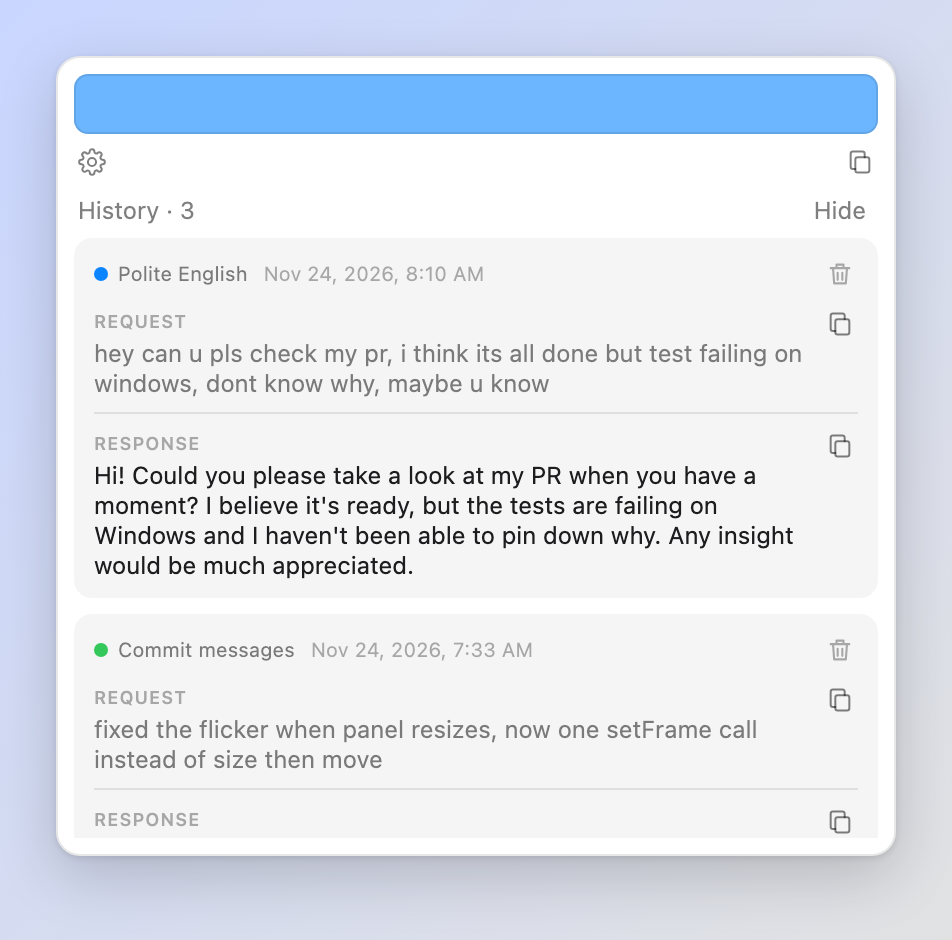 History · 3
Hide
Polite English Nov 24, 2026, 8:10 AM
REQUEST
hey can u pls check my pr, i think its all done but test failing on
windows, dont know why, maybe u know
RESPONSE
Hi! Could you please take a look at my PR when you have a
moment? I believe it's ready, but the tests are failing on
Windows and I haven't been able to pin down why. Any insight
would be much appreciated.
Commit messages Nov 24, 2026, 7:33 AM
REQUEST
fixed the flicker when panel resizes, now one setFrame call
instead of size then move
RESPONSE